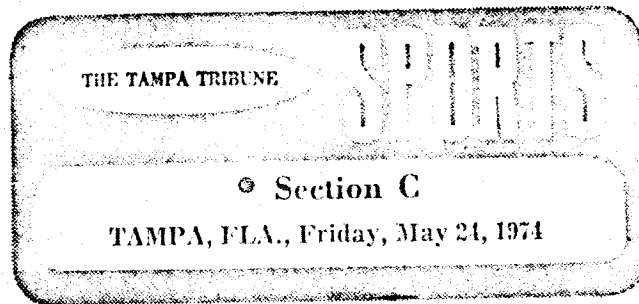 THE TAMPA TRIBUNE
SPORTS
Section C
TAMPA, FLA., Friday, May 24, 1974